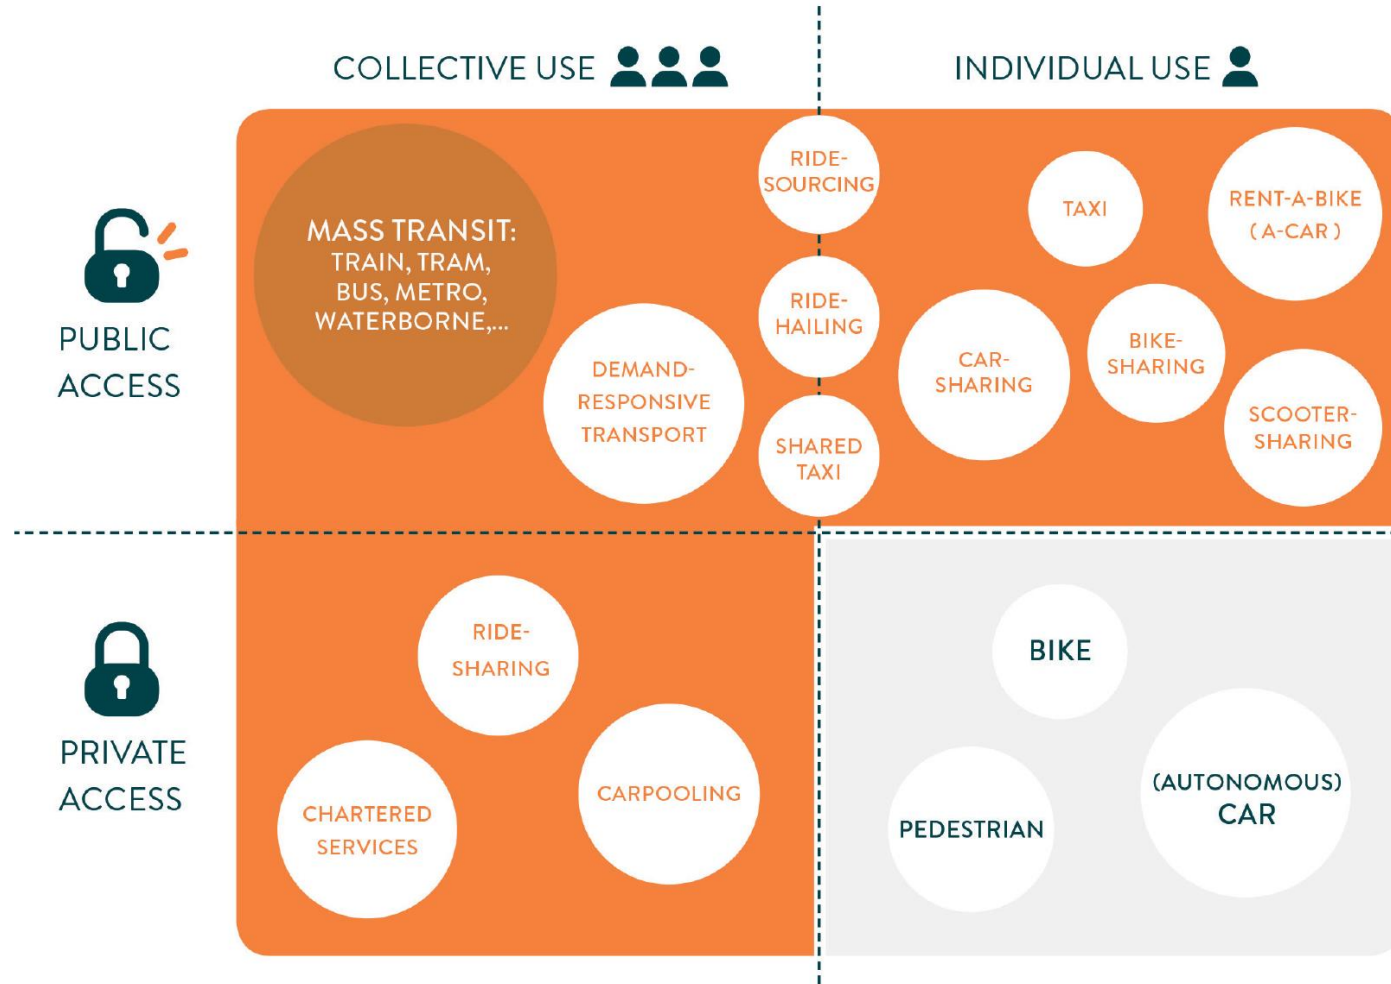 COLLECTIVE USE
INDIVIDUAL USE
PUBLIC
ACCESS
MASS TRANSIT:
TRAIN, TRAM,
BUS, METRO,
WATERBORNE,...
DEMAND-
RESPONSIVE
TRANSPORT
RIDE-
SOURCING
RIDE-
HAILING
SHARED
TAXI
TAXI
RENT-A-BIKE
( A-CAR )
CAR-
SHARING
BIKE-
SHARING
SCOOTER-
SHARING
PRIVATE
ACCESS
RIDE-
SHARING
CHARTERED
SERVICES
CARPOOLING
BIKE
PEDESTRIAN
(AUTONOMOUS)
CAR